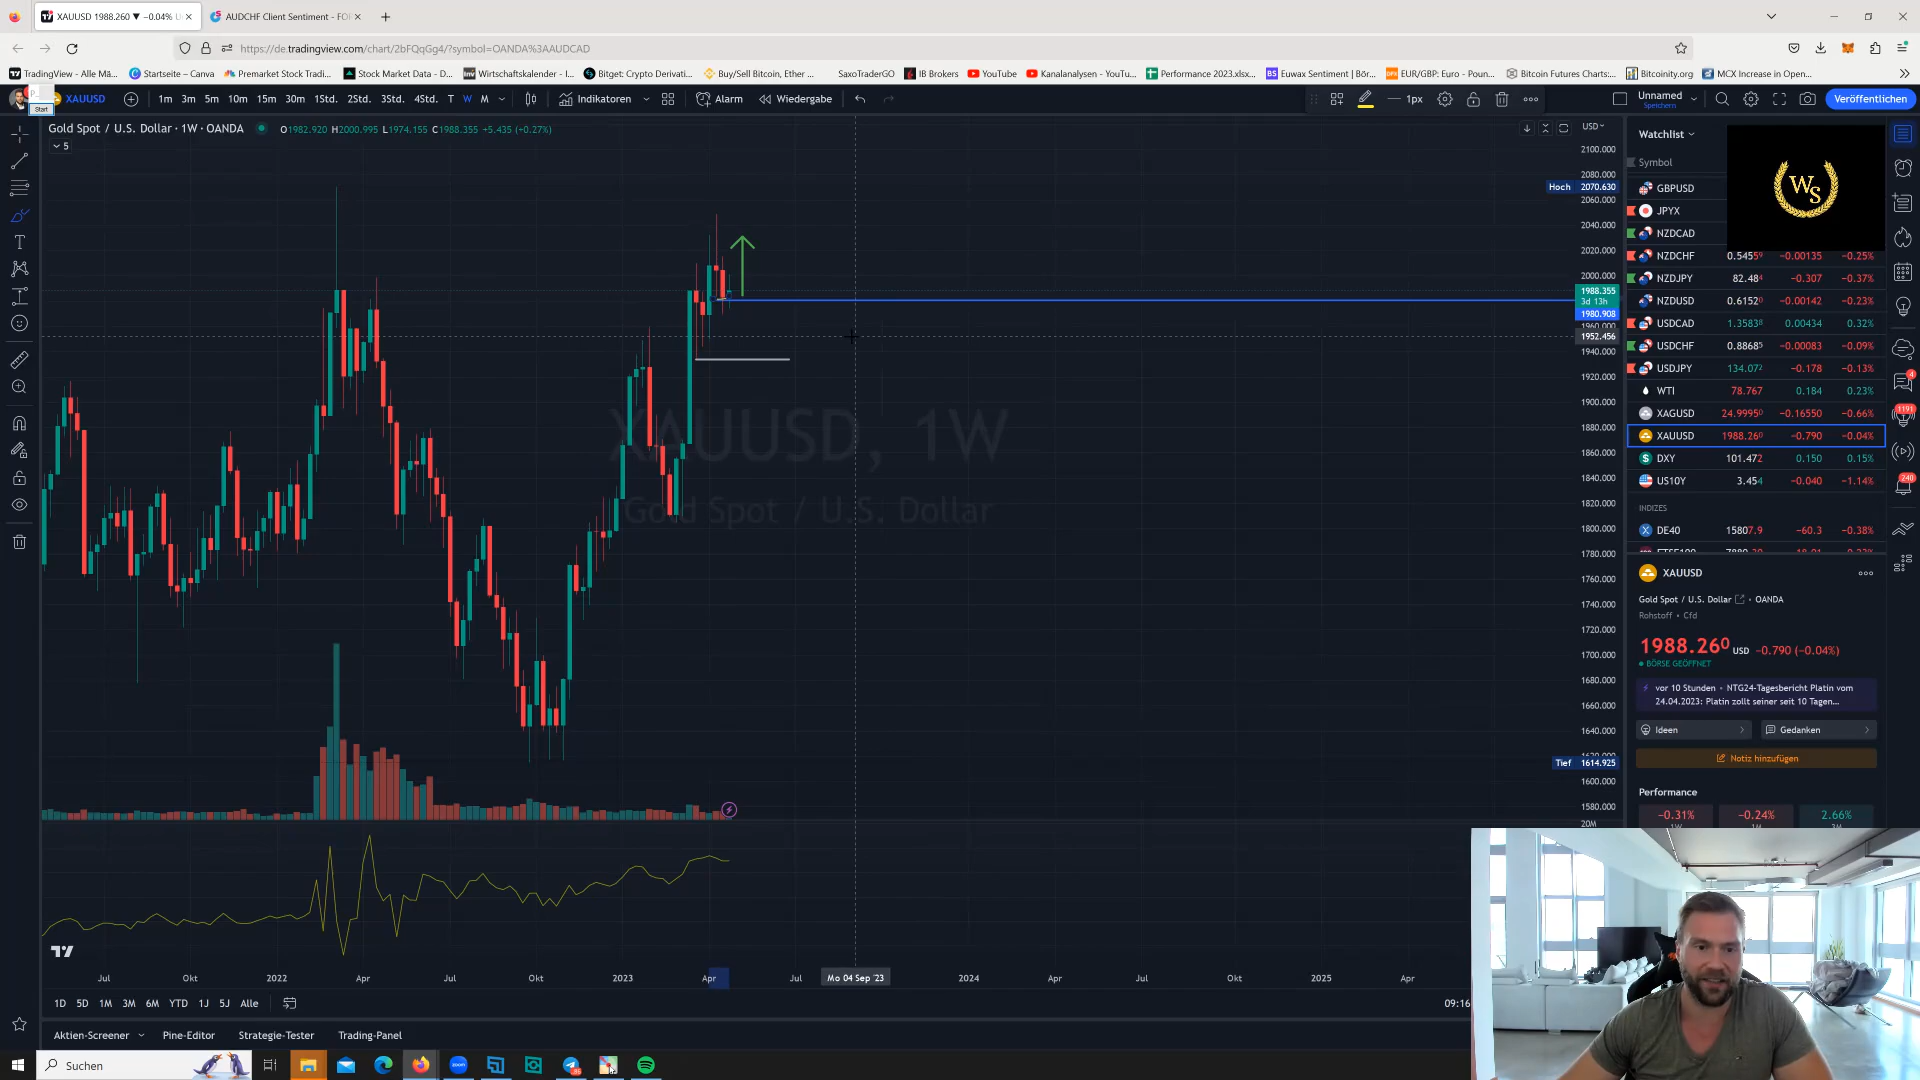 XAUUSD 1988.260 ▼ −0.04% U
AUDCHF Client Sentiment - FO
https://de.tradingview.com/chart/2bFQqGg4/?symbol=OANDA%3AAUDCAD
TradingView - Alle Mä...
Startseite – Canva
Premarket Stock Tradi...
Stock Market Data - D...
Wirtschaftskalender - I...
Bitget: Crypto Derivati...
Buy/Sell Bitcoin, Ether ...
SaxoTraderGO
IB Brokers
YouTube
Kanalanalysen - YouTu...
Performance 2023.xlsx...
Euwax Sentiment | Bör...
EUR/GBP: Euro - Poun...
Bitcoin Futures Charts:...
Bitcoinity.org
MCX Increase in Open...
Start
XAUUSD
1m 3m 5m 10m 15m 30m 1Std. 2Std. 3Std. 4Std. T W M
Indikatoren
Alarm
Wiedergabe
1px
Unnamed
Speichern
Veröffentlichen
Gold Spot / U.S. Dollar · 1W · OANDA
O1982.920 H2000.995 L1974.155 C1988.355 +5.435 (+0.27%)
5
USD
2100.000
2080.000
Hoch 2070.630
2060.000
2040.000
2020.000
2000.000
1988.355
3d 13h
1980.908
1960.000
1952.456
1940.000
1920.000
1900.000
1880.000
1860.000
1840.000
1820.000
1800.000
1780.000
1760.000
1740.000
1720.000
1700.000
1680.000
1660.000
1640.000
1620.000
Tief 1614.925
1600.000
1580.000
20M
XAUUSD, 1W
Gold Spot / U.S. Dollar
Jul Okt 2022 Apr Jul Okt 2023 Apr Jul Mo 04 Sep '23 2024 Apr Jul Okt 2025 Apr
1D 5D 1M 3M 6M YTD 1J 5J Alle
09:16
Aktien-Screener
Pine-Editor
Strategie-Tester
Trading-Panel
Suchen
Watchlist
Symbol
WS
GBPUSD
JPYX
NZDCAD
NZDCHF 0.5455⁹ −0.00135 −0.25%
NZDJPY 82.48⁴ −0.307 −0.37%
NZDUSD 0.6152⁰ −0.00142 −0.23%
USDCAD 1.3583⁸ 0.00434 0.32%
USDCHF 0.8868⁵ −0.00083 −0.09%
USDJPY 134.07² −0.178 −0.13%
WTI 78.767 0.184 0.23%
XAGUSD 24.9995⁰ −0.16550 −0.66%
XAUUSD 1988.26⁰ −0.790 −0.04%
DXY 101.472 0.150 0.15%
US10Y 3.454 −0.040 −1.14%
INDIZES
DE40 15807.9 −60.3 −0.38%
XAUUSD
Gold Spot / U.S. Dollar · OANDA
Rohstoff · Cfd
1988.26⁰ USD −0.790 (−0.04%)
BÖRSE GEÖFFNET
vor 10 Stunden · NTG24-Tagesbericht Platin vom
24.04.2023: Platin zollt seiner seit 10 Tagen...
Ideen
Gedanken
Notiz hinzufügen
Performance
−0.31% −0.24% 2.66%
4
1191
240